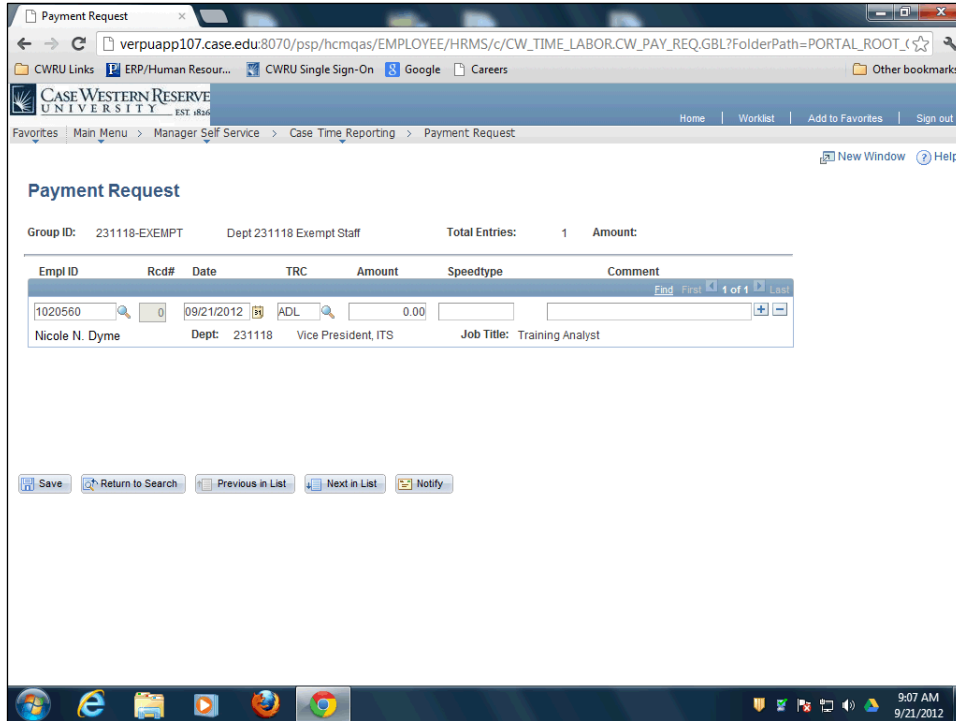 Payment Request
verpuapp107.case.edu:8070/psp/hcmqas/EMPLOYEE/HRMS/c/CW_TIME_LABOR.CW_PAY_REQ.GBL?FolderPath=PORTAL_ROOT_(
CWRU Links ERP/Human Resour... CWRU Single Sign-On Google Careers Other bookmarks
CASE WESTERN RESERVE
UNIVERSITY EST. 1826
Home | Worklist | Add to Favorites | Sign out
Favorites Main Menu > Manager Self Service > Case Time Reporting > Payment Request
New Window Help
Payment Request
Group ID: 231118-EXEMPT Dept 231118 Exempt Staff Total Entries: 1 Amount:
Empl ID Rcd# Date TRC Amount Speedtype Comment
Find First 1 of 1 Last
1020560 0 09/21/2012 ADL 0.00
Nicole N. Dyme Dept: 231118 Vice President, ITS Job Title: Training Analyst
Save Return to Search Previous in List Next in List Notify
9:07 AM
9/21/2012